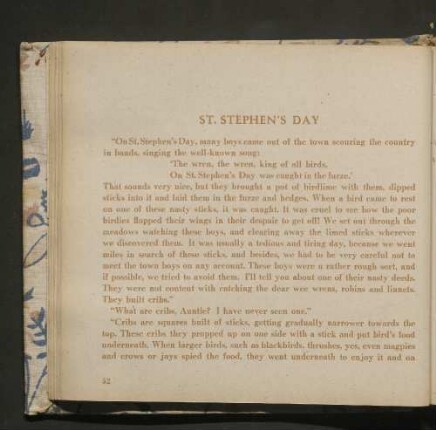 ST. STEPHEN'S DAY
"On St. Stephen's Day, many boys came out of the town scouring the country
in bands, singing the well-known song:
'The wren, the wren, king of all birds,
On St. Stephen's Day was caught in the furze.'
That sounds very nice, but they brought a pot of birdlime with them, dipped
sticks into it and laid them in the furze and hedges. When a bird came to rest
on one of these nasty sticks, it was caught. It was cruel to see how the poor
birdies flapped their wings in their despair to get off! We set out through the
meadows watching these boys, and clearing away the limed sticks wherever
we discovered them. It was usually a tedious and tiring day, because we went
miles in search of these sticks, and besides, we had to be very careful not to
meet the town boys on any account. These boys were a rather rough sort, and
if possible, we tried to avoid them. I'll tell you about one of their nasty deeds.
They were not content with catching the dear wee wrens, robins and linnets.
They built cribs."
"What are cribs, Auntie? I have never seen one."
"Cribs are squares built of sticks, getting gradually narrower towards the
top. These cribs they propped up on one side with a stick and put bird's food
underneath. When larger birds, such as blackbirds, thrushes, yes, even magpies
and crows or jays spied the food, they went underneath to enjoy it and on
52